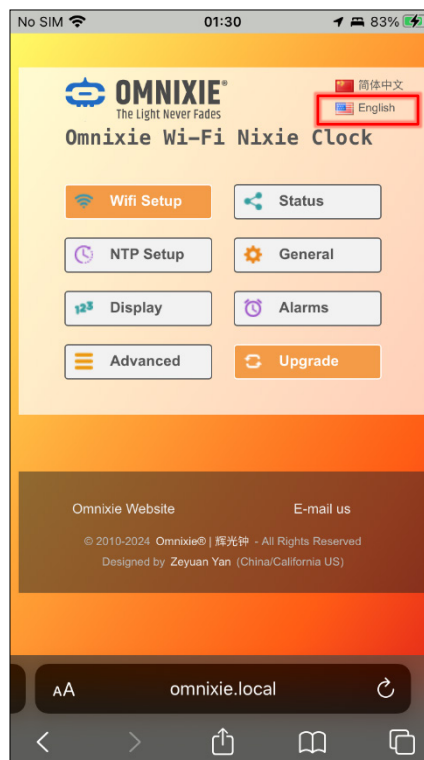 No SIM 01:30 83%
简体中文
English
OMNIXIE®
The Light Never Fades
Omnixie Wi-Fi Nixie Clock
Wifi Setup Status
NTP Setup General
123 Display Alarms
Advanced Upgrade
Omnixie Website E-mail us
© 2010-2024 Omnixie® | 辉光钟 - All Rights Reserved
Designed by Zeyuan Yan (China/California US)
AA omnixie.local